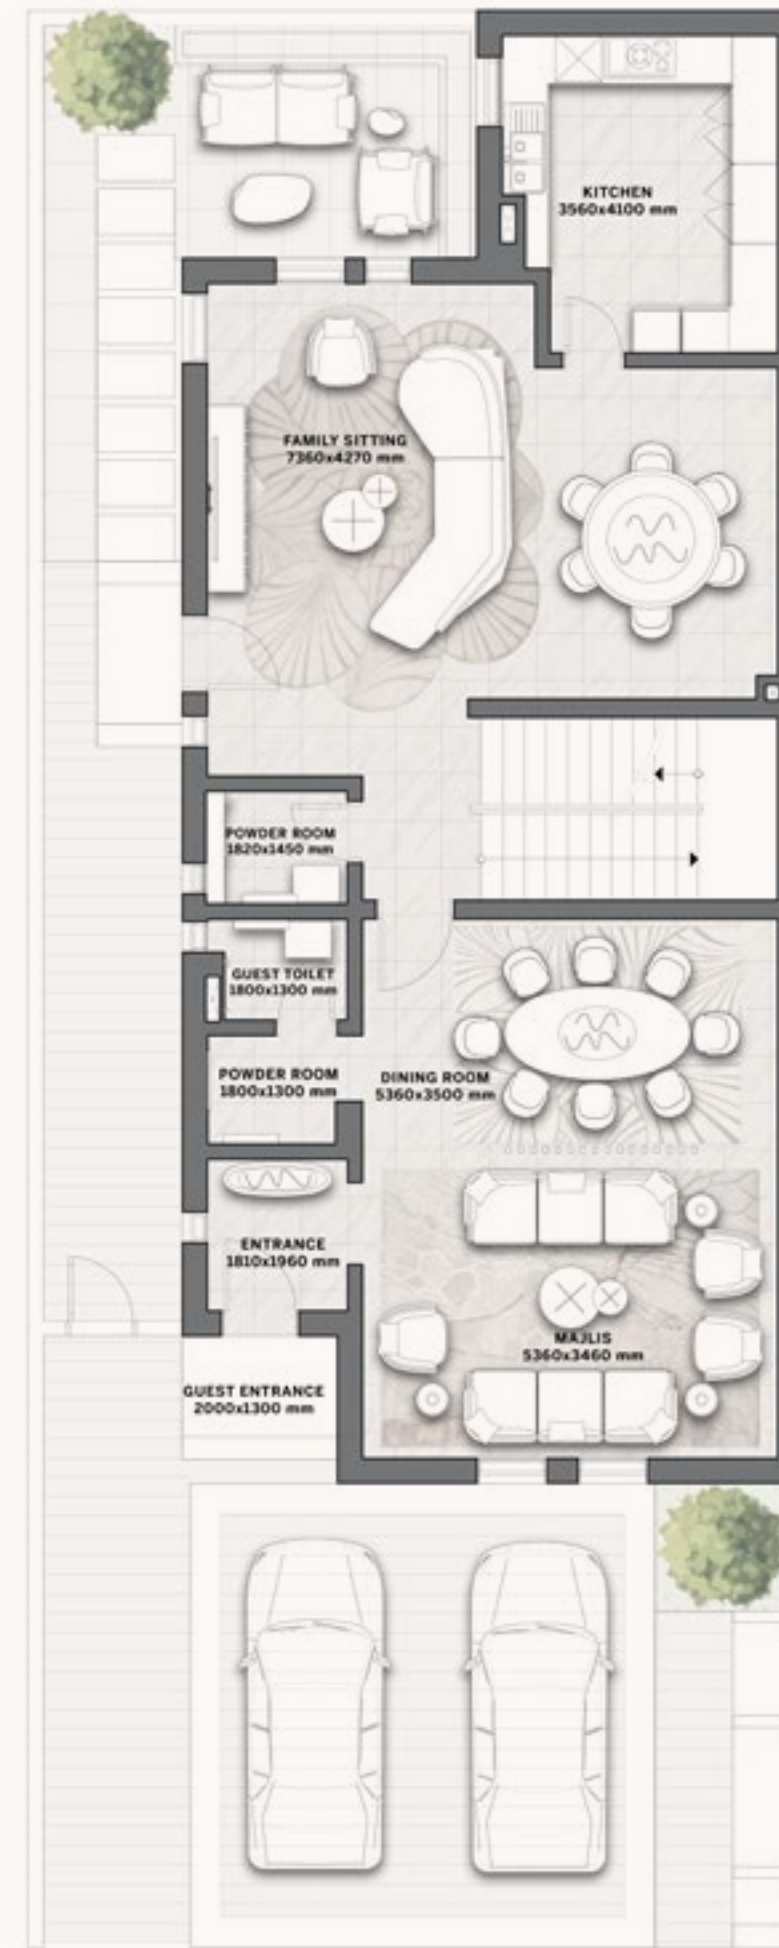 KITCHEN
3560x4100 mm
FAMILY SITTING
7360x4270 mm
POWDER ROOM
1820x1450 mm
GUEST TOILET
1800x1300 mm
POWDER ROOM
1800x1300 mm
DINING ROOM
5360x3500 mm
ENTRANCE
1810x1960 mm
MAJLIS
5360x3460 mm
GUEST ENTRANCE
2000x1300 mm